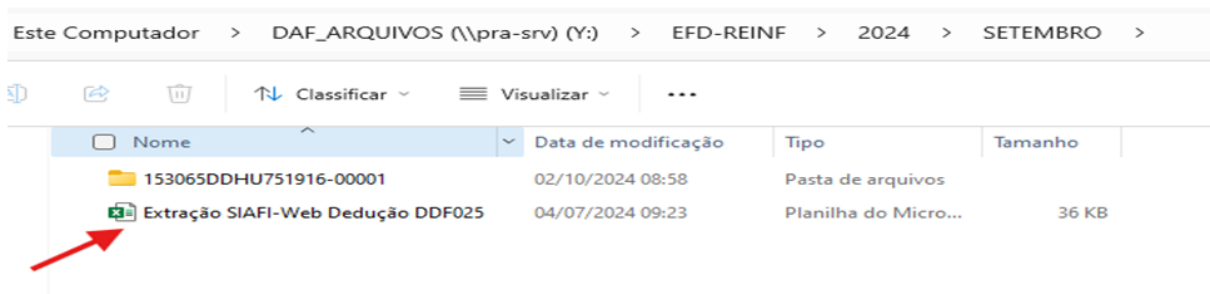 Este Computador > DAF_ARQUIVOS (\\pra-srv) (Y:) > EFD-REINF > 2024 > SETEMBRO >
Classificar Visualizar ...
Nome Data de modificação Tipo Tamanho
153065DDHU751916-00001 02/10/2024 08:58 Pasta de arquivos
Extração SIAFI-Web Dedução DDF025 04/07/2024 09:23 Planilha do Micro... 36 KB